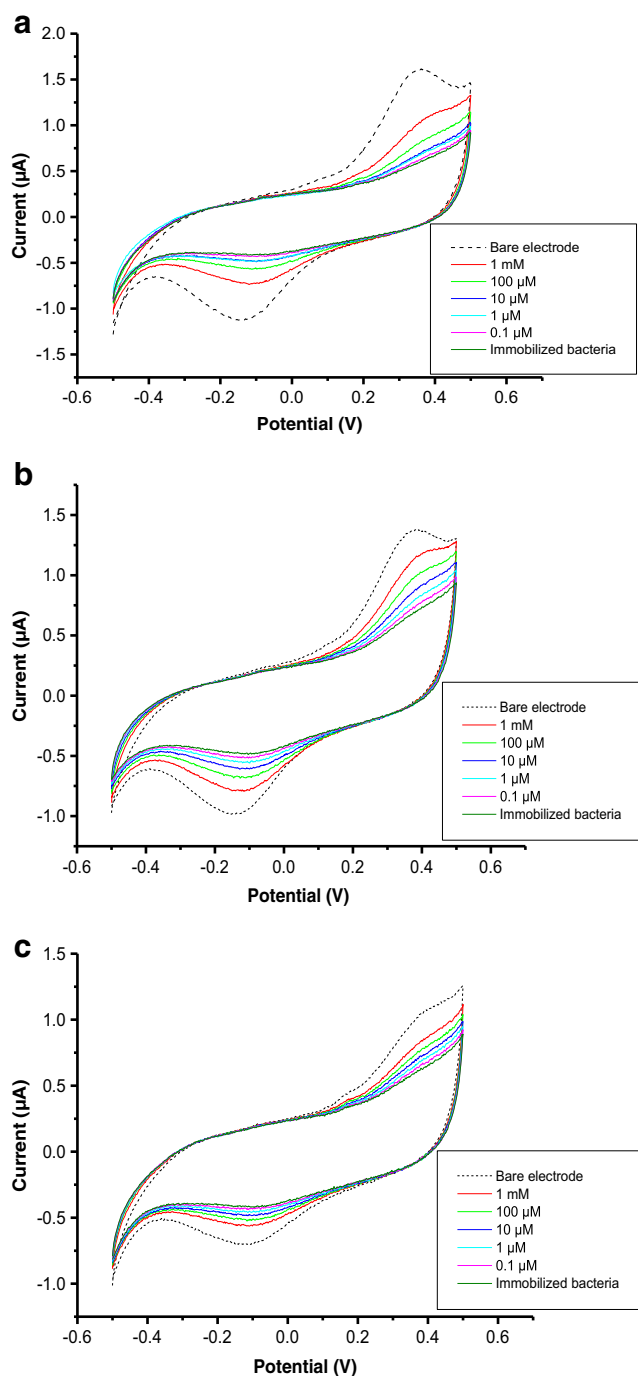 a
2.0
1.5
1.0
0.5
0.0
-0.5
-1.0
-1.5
Current (µA)
-0.6
-0.4
-0.2
0.0
0.2
0.4
0.6
Potential (V)
Bare electrode
1 mM
100 µM
10 µM
1 µM
0.1 µM
Immobilized bacteria
b
1.5
1.0
0.5
0.0
-0.5
-1.0
Current (µA)
-0.6
-0.4
-0.2
0.0
0.2
0.4
0.6
Potential (V)
Bare electrode
1 mM
100 µM
10 µM
1 µM
0.1 µM
Immobilized bacteria
c
1.5
1.0
0.5
0.0
-0.5
-1.0
Current (µA)
-0.6
-0.4
-0.2
0.0
0.2
0.4
0.6
Potential (V)
Bare electrode
1 mM
100 µM
10 µM
1 µM
0.1 µM
Immobilized bacteria